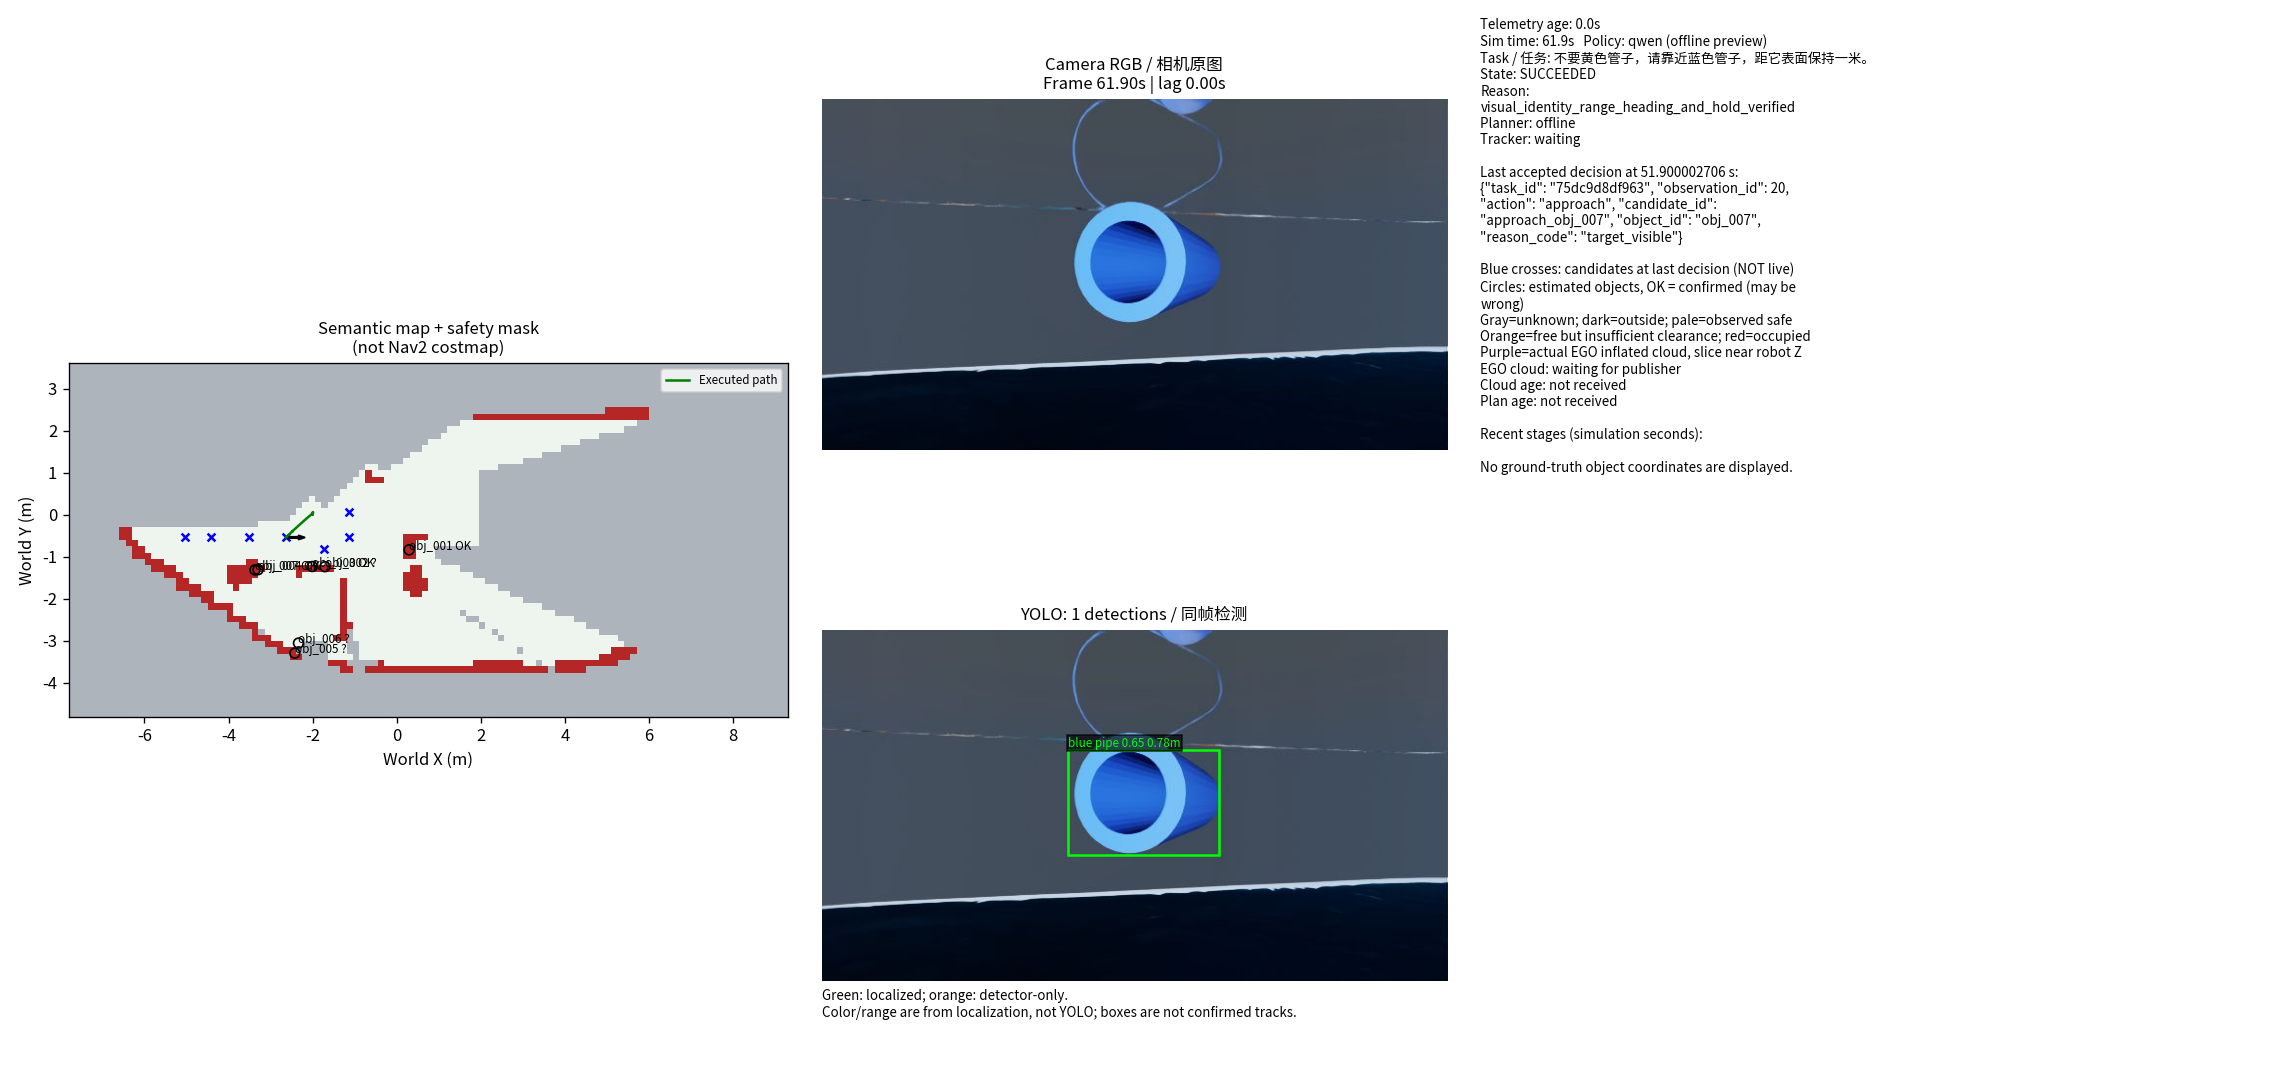 Semantic map + safety mask
(not Nav2 costmap)
Executed path
3
2
1
0
-1
-2
-3
-4
World Y (m)
obj_001 OK
obj_006 ?
obj_005 ?
-6
-4
-2
0
2
4
6
8
World X (m)
Camera RGB / 相机原图
Frame 61.90s | lag 0.00s
YOLO: 1 detections / 同帧检测
blue pipe 0.65 0.78m
Green: localized; orange: detector-only.
Color/range are from localization, not YOLO; boxes are not confirmed tracks.
Telemetry age: 0.0s
Sim time: 61.9s   Policy: qwen (offline preview)
Task / 任务: 不要黄色管子，请靠近蓝色管子，距它表面保持一米。
State: SUCCEEDED
Reason:
visual_identity_range_heading_and_hold_verified
Planner: offline
Tracker: waiting
Last accepted decision at 51.900002706 s:
{"task_id": "75dc9d8df963", "observation_id": 20,
"action": "approach", "candidate_id":
"approach_obj_007", "object_id": "obj_007",
"reason_code": "target_visible"}
Blue crosses: candidates at last decision (NOT live)
Circles: estimated objects, OK = confirmed (may be
wrong)
Gray=unknown; dark=outside; pale=observed safe
Orange=free but insufficient clearance; red=occupied
Purple=actual EGO inflated cloud, slice near robot Z
EGO cloud: waiting for publisher
Cloud age: not received
Plan age: not received
Recent stages (simulation seconds):
No ground-truth object coordinates are displayed.